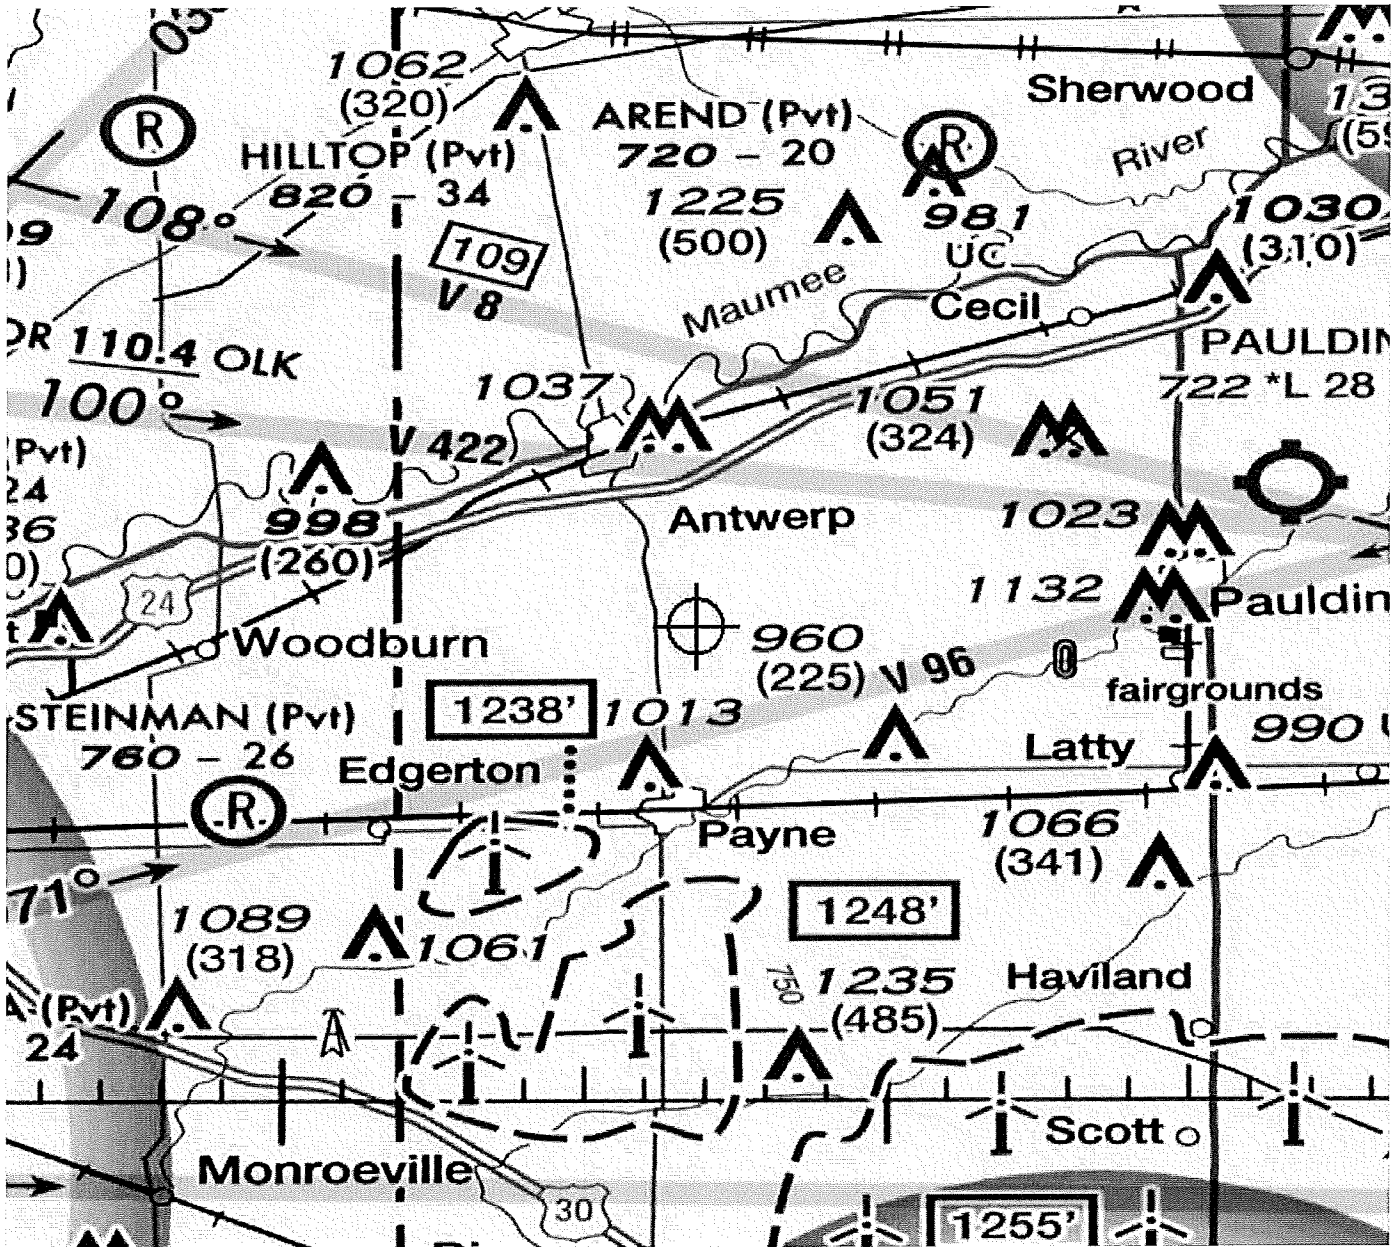 1062
(320)
R
HILLTOP (Pvt)
820 - 34
AREND (Pvt)
720 - 20
R
Sherwood
River
108°
109
V 8
1225
(500)
981
UC
1030
(310)
Maumee
Cecil
110.4 OLK
100°
1037
V 422
1051
(324)
722 *L 28
(Pvt)
24
998
(260)
24
Antwerp
1023
1132
Woodburn
960
(225)
V 96
fairgrounds
STEINMAN (Pvt)
760 - 26
1238'
1013
Latty
990
Edgerton
R
Payne
1066
(341)
71°
1089
(318)
1061
1248'
(Pvt)
24
750
1235
(485)
Haviland
Scott
Monroeville
30
1255'